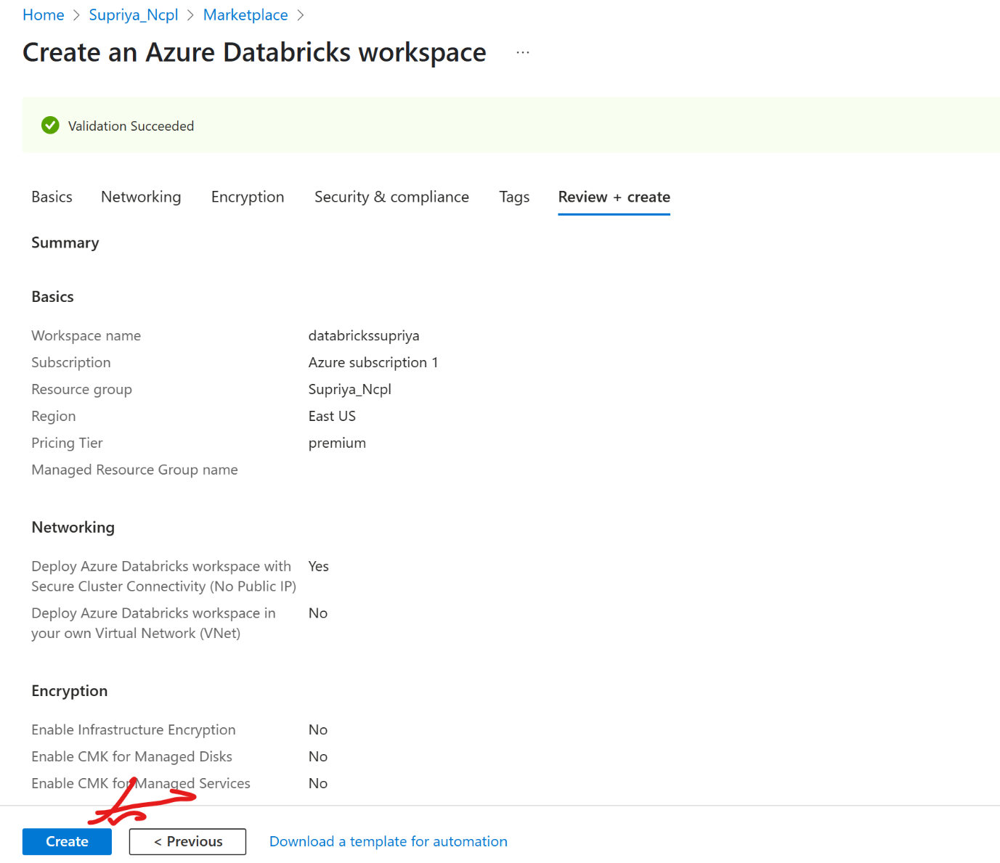 Home > Supriya_Ncpl > Marketplace >
Create an Azure Databricks workspace ...
Validation Succeeded
Basics Networking Encryption Security & compliance Tags Review + create
Summary
Basics
Workspace name databrickssupriya
Subscription Azure subscription 1
Resource group Supriya_Ncpl
Region East US
Pricing Tier premium
Managed Resource Group name
Networking
Deploy Azure Databricks workspace with Yes
Secure Cluster Connectivity (No Public IP)
Deploy Azure Databricks workspace in No
your own Virtual Network (VNet)
Encryption
Enable Infrastructure Encryption No
Enable CMK for Managed Disks No
Enable CMK for Managed Services No
Create < Previous Download a template for automation